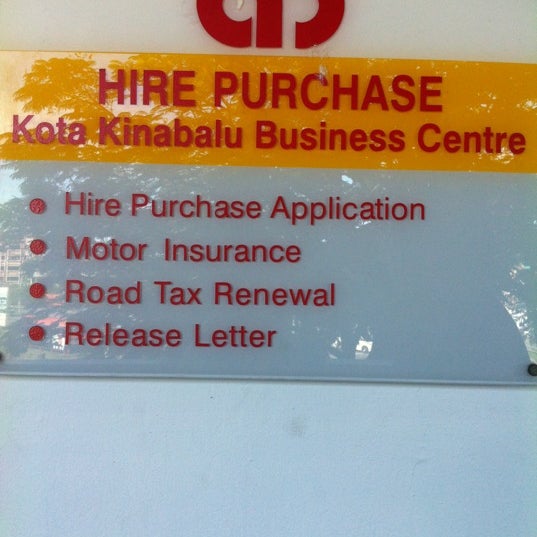 HIRE PURCHASE
Kota Kinabalu Business Centre
Hire Purchase Application
Motor Insurance
Road Tax Renewal
Release Letter